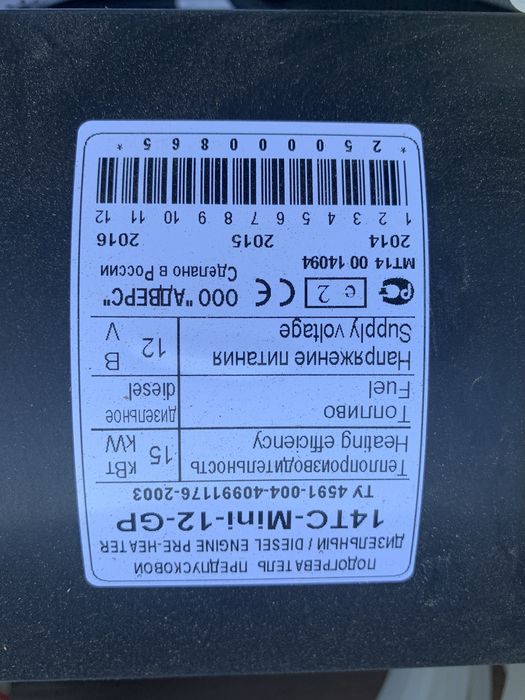 ПОДОГРЕВАТЕЛЬ ПРЕДПУСКОВОЙ
ДИЗЕЛЬНЫЙ / DIESEL ENGINE PRE-HEATER
14ТС-Mini-12-GP
ТУ 4591-004-40991176-2003
Теплопроизводительность 15 кВт
Heating efficiency kW
Топливо дизельное
Fuel diesel
Напряжение питания 12 В
Supply voltage V
РСТ e 2 CE ООО "АДВЕРС"
МТ14 00 14094 Сделано в России
2014 2015 2016
1 2 3 4 5 6 7 8 9 10 11 12
* 2 5 0 0 0 0 8 6 5 *